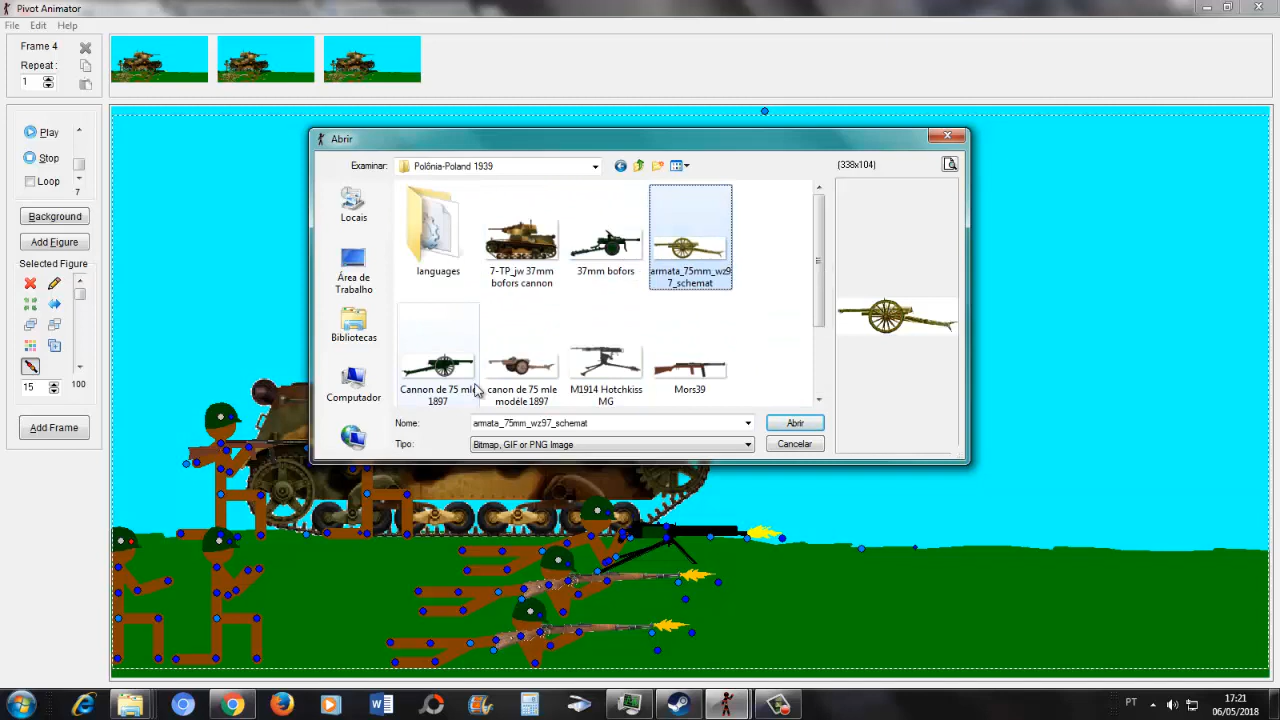 Pivot Animator
File Edit Help
Frame 4
Repeat :
1
Play
Stop
Loop
7
Background
Add Figure
Selected Figure
15
100
Add Frame
Abrir
Examinar:
Polônia-Poland 1939
(338x104)
Locais
Área de
Trabalho
Bibliotecas
Computador
languages
7-TP_jw 37mm
bofors cannon
37mm bofors
armata_75mm_wz9
7_schemat
Cannon de 75 mle
1897
canon de 75 mle
modéle 1897
M1914 Hotchkiss
MG
Mors39
Nome:
armata_75mm_wz97_schemat
Abrir
Tipo:
Bitmap, GIF or PNG Image
Cancelar
PT
17:21
06/05/2018